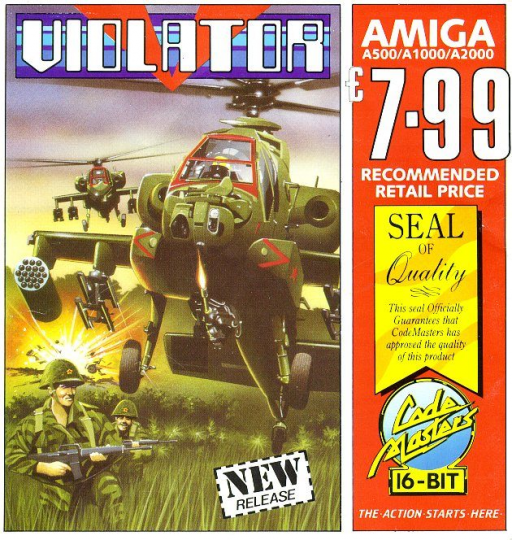 VIOLATOR
NEW
RELEASE
AMIGA
A500/A1000/A2000
£7.99
RECOMMENDED
RETAIL PRICE
SEAL
OF
Quality
This seal Officially
Guarantees that
CodeMasters has
approved the quality
of this product
Code
Masters
16-BIT
THE·ACTION·STARTS·HERE·